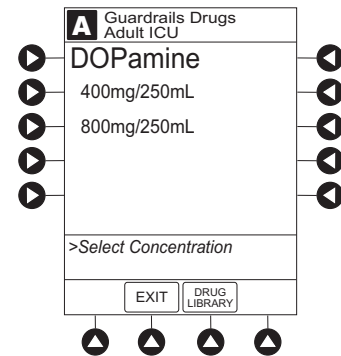 A Guardrails Drugs
Adult ICU
DOPamine
400mg/250mL
800mg/250mL
>Select Concentration
EXIT
DRUG
LIBRARY